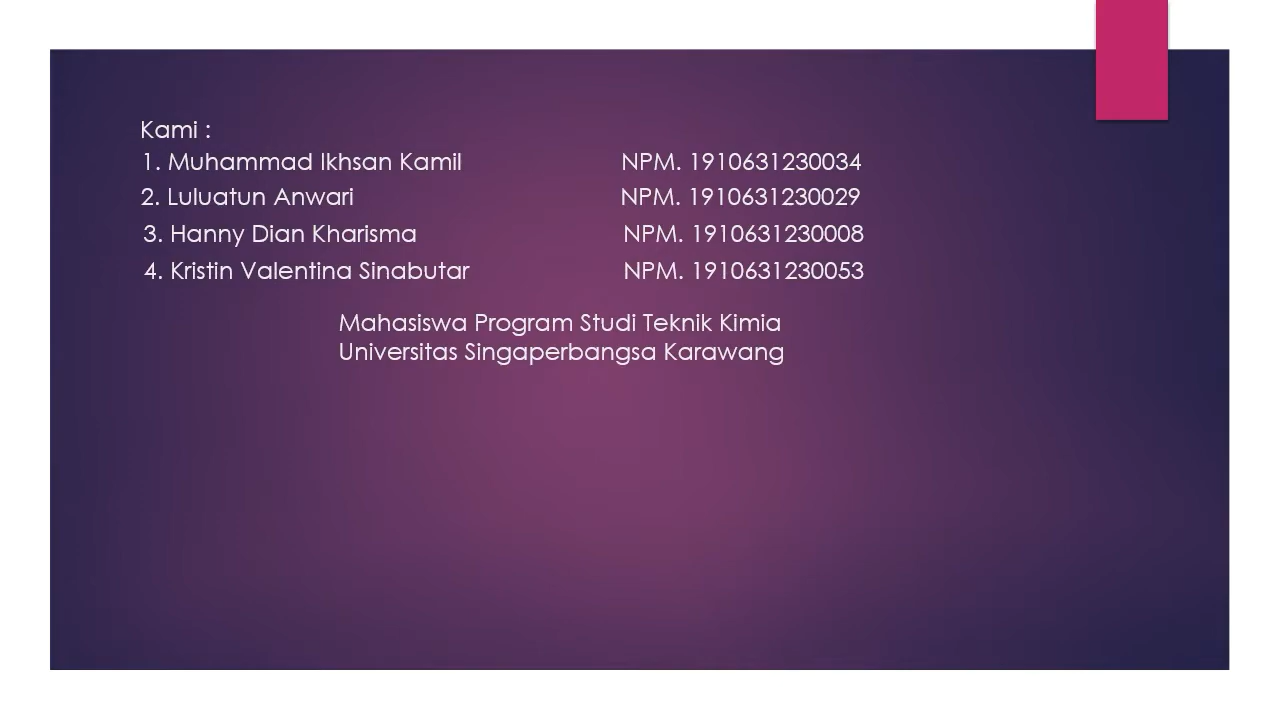 Kami :
1. Muhammad Ikhsan Kamil NPM. 1910631230034
2. Luluatun Anwari NPM. 1910631230029
3. Hanny Dian Kharisma NPM. 1910631230008
4. Kristin Valentina Sinabutar NPM. 1910631230053
Mahasiswa Program Studi Teknik Kimia
Universitas Singaperbangsa Karawang